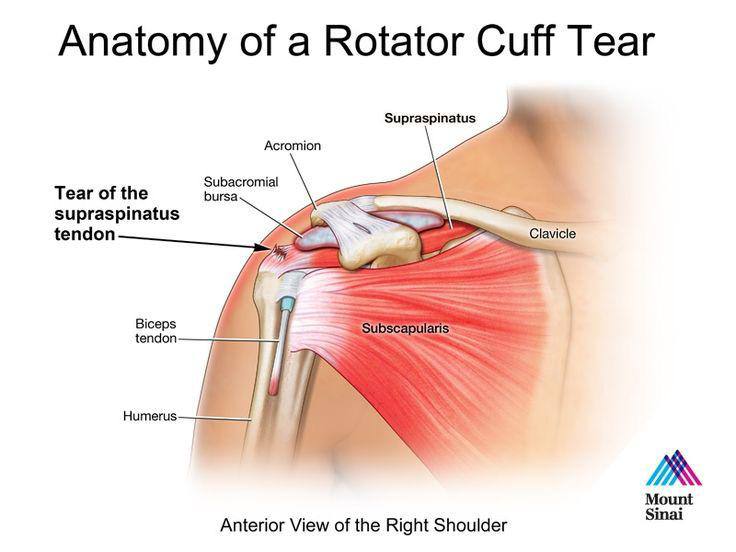 Anatomy of a Rotator Cuff Tear
Supraspinatus
Acromion
Subacromial
bursa
Tear of the
supraspinatus
tendon
Clavicle
Biceps
tendon
Subscapularis
Humerus
Mount
Sinai
Anterior View of the Right Shoulder